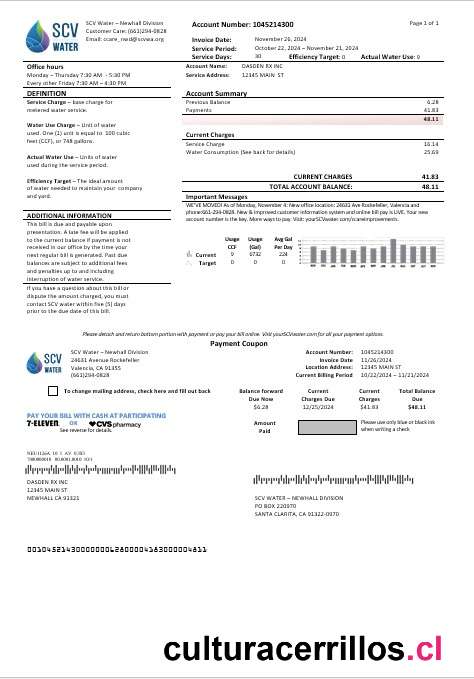 SCV WATER
SCV Water – Newhall Division
Customer Care: (661)294-0828
Email: ccare_nwd@scvwa.org
Account Number: 1045214300
Page 1 of 1
Invoice Date: November 26, 2024
Service Period: October 22, 2024 – November 21, 2024
Service Days: 30 Efficiency Target: 0 Actual Water Use: 9
Office hours
Monday – Thursday 7:30 AM - 5:30 PM
Every other Friday 7:30 AM – 4:30 PM
Account Name: DASDEN RX INC
Service Address: 12345 MAIN ST
DEFINITION
Service Charge – base charge for
metered water service.
Water Use Charge – Unit of water
used. One (1) unit is equal to 100 cubic
feet (CCF), or 748 gallons.
Actual Water Use – Units of water
used during the service period.
Efficiency Target – The ideal amount
of water needed to maintain your company
and yard.
Account Summary
Previous Balance 6.28
Payments 41.83
48.11
Current Charges
Service Charge 16.14
Water Consumption (See back for details) 25.69
CURRENT CHARGES 41.83
TOTAL ACCOUNT BALANCE: 48.11
Important Messages
WE'VE MOVED! As of Monday, November 4: New office location: 24631 Ave Rockefeller, Valencia and
phone:661-294-0828. New & improved customer information system and online bill pay is LIVE. Your new
account number is the key. More ways to pay: Visit: yourSCVwater.com/nwimprovements.
ADDITIONAL INFORMATION
This bill is due and payable upon
presentation. A late fee will be applied
to the current balance if payment is not
received in our office by the time your
next regular bill is generated. Past due
balances are subject to additional fees
and penalties up to and including
interruption of water service.
If you have a question about this bill or
dispute the amount charged, you must
contact SCV water within five (5) days
prior to the due date of this bill.
Usage Usage Avg Gal
CCF (Gal) Per Day
Current 9 6732 224
Target 0 0 0
Please detach and return bottom portion with payment or pay your bill online. Visit yourSCVwater.com for all your payment options.
Payment Coupon
SCV WATER
SCV Water – Newhall Division
24631 Avenue Rockefeller
Valencia, CA 91355
(661)294-0828
Account Number: 1045214300
Invoice Date 11/26/2024
Location Address: 12345 MAIN ST
Current Billing Period 10/22/2024 – 11/21/2024
To change mailing address, check here and fill out back
Balance forward Current Current Total Balance
Due Now Charges Due Charges Due
$6.28 12/25/2024 $41.83 $48.11
PAY YOUR BILL WITH CASH AT PARTICIPATING
7-ELEVEN. OR CVS pharmacy
See reverse for details.
Amount
Paid
Please use only blue or black ink
when writing a check
DASDEN RX INC
12345 MAIN ST
NEWHALL CA 91321
SCV WATER – NEWHALL DIVISION
PO BOX 220970
SANTA CLARITA, CA 91322-0970
culturacerrillos.cl